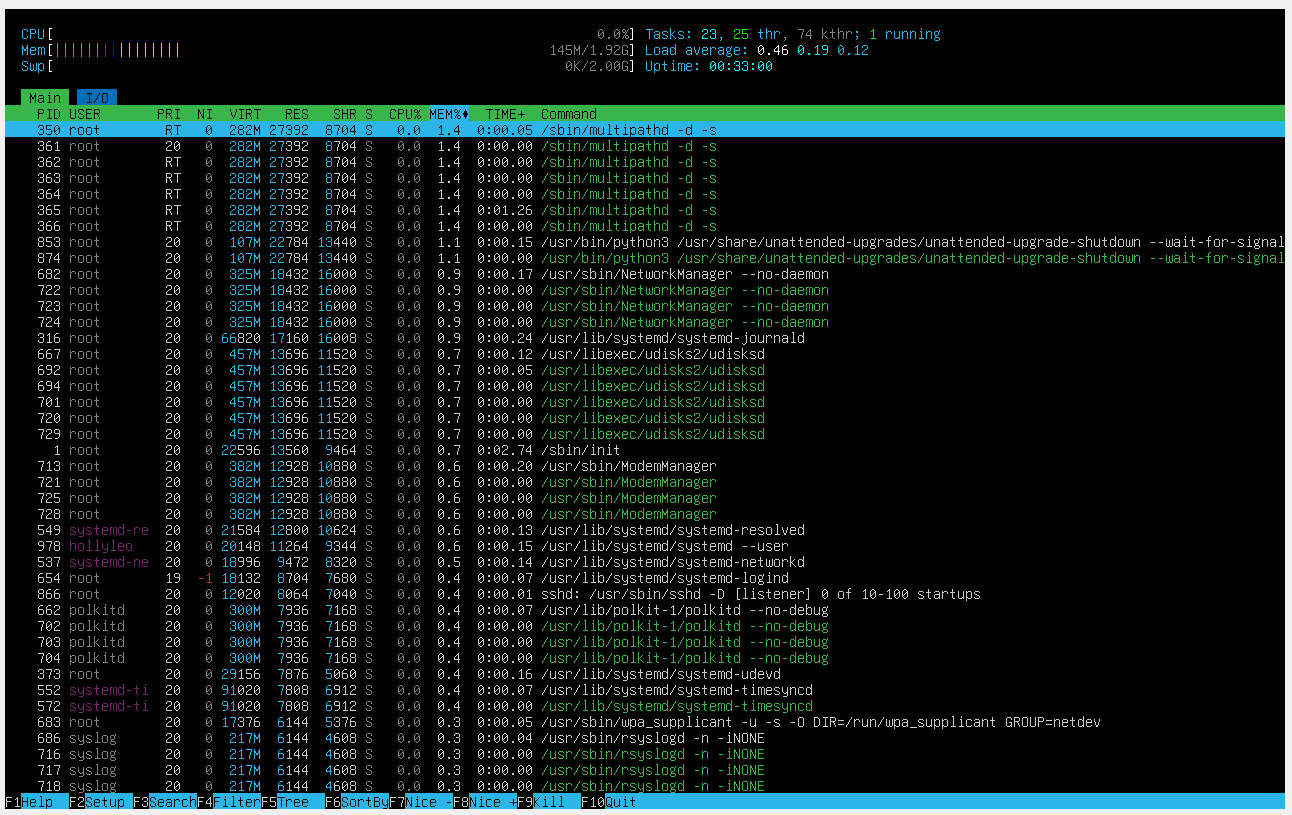 CPU[ 0.0%] Tasks: 23, 25 thr, 74 kthr; 1 running
Mem[|||||||||||||||| 145M/1.92G] Load average: 0.46 0.19 0.12
Swp[ 0K/2.00G] Uptime: 00:33:00
Main I/O
PID USER PRI NI VIRT RES SHR S CPU% MEM%♦ TIME+ Command
350 root RT 0 282M 27392 8704 S 0.0 1.4 0:00.05 /sbin/multipathd -d -s
361 root 20 0 282M 27392 8704 S 0.0 1.4 0:00.00 /sbin/multipathd -d -s
362 root RT 0 282M 27392 8704 S 0.0 1.4 0:00.00 /sbin/multipathd -d -s
363 root RT 0 282M 27392 8704 S 0.0 1.4 0:00.00 /sbin/multipathd -d -s
364 root RT 0 282M 27392 8704 S 0.0 1.4 0:00.00 /sbin/multipathd -d -s
365 root RT 0 282M 27392 8704 S 0.0 1.4 0:01.26 /sbin/multipathd -d -s
366 root RT 0 282M 27392 8704 S 0.0 1.4 0:00.00 /sbin/multipathd -d -s
853 root 20 0 107M 22784 13440 S 0.0 1.1 0:00.15 /usr/bin/python3 /usr/share/unattended-upgrades/unattended-upgrade-shutdown --wait-for-signal
874 root 20 0 107M 22784 13440 S 0.0 1.1 0:00.00 /usr/bin/python3 /usr/share/unattended-upgrades/unattended-upgrade-shutdown --wait-for-signal
682 root 20 0 325M 18432 16000 S 0.0 0.9 0:00.17 /usr/sbin/NetworkManager --no-daemon
722 root 20 0 325M 18432 16000 S 0.0 0.9 0:00.00 /usr/sbin/NetworkManager --no-daemon
723 root 20 0 325M 18432 16000 S 0.0 0.9 0:00.00 /usr/sbin/NetworkManager --no-daemon
724 root 20 0 325M 18432 16000 S 0.0 0.9 0:00.00 /usr/sbin/NetworkManager --no-daemon
316 root 20 0 66820 17160 16008 S 0.0 0.9 0:00.24 /usr/lib/systemd/systemd-journald
667 root 20 0 457M 13696 11520 S 0.0 0.7 0:00.12 /usr/libexec/udisks2/udisksd
692 root 20 0 457M 13696 11520 S 0.0 0.7 0:00.05 /usr/libexec/udisks2/udisksd
694 root 20 0 457M 13696 11520 S 0.0 0.7 0:00.00 /usr/libexec/udisks2/udisksd
701 root 20 0 457M 13696 11520 S 0.0 0.7 0:00.00 /usr/libexec/udisks2/udisksd
720 root 20 0 457M 13696 11520 S 0.0 0.7 0:00.00 /usr/libexec/udisks2/udisksd
729 root 20 0 457M 13696 11520 S 0.0 0.7 0:00.00 /usr/libexec/udisks2/udisksd
1 root 20 0 22596 13560 9464 S 0.0 0.7 0:02.74 /sbin/init
713 root 20 0 382M 12928 10880 S 0.0 0.6 0:00.20 /usr/sbin/ModemManager
721 root 20 0 382M 12928 10880 S 0.0 0.6 0:00.00 /usr/sbin/ModemManager
725 root 20 0 382M 12928 10880 S 0.0 0.6 0:00.00 /usr/sbin/ModemManager
728 root 20 0 382M 12928 10880 S 0.0 0.6 0:00.00 /usr/sbin/ModemManager
549 systemd-re 20 0 21584 12800 10624 S 0.0 0.6 0:00.13 /usr/lib/systemd/systemd-resolved
978 hollyleo 20 0 20148 11264 9344 S 0.0 0.6 0:00.15 /usr/lib/systemd/systemd --user
537 systemd-ne 20 0 18996 9472 8320 S 0.0 0.5 0:00.14 /usr/lib/systemd/systemd-networkd
654 root 19 -1 18132 8704 7680 S 0.0 0.4 0:00.07 /usr/lib/systemd/systemd-logind
866 root 20 0 12020 8064 7040 S 0.0 0.4 0:00.01 sshd: /usr/sbin/sshd -D [listener] 0 of 10-100 startups
662 polkitd 20 0 300M 7936 7168 S 0.0 0.4 0:00.07 /usr/lib/polkit-1/polkitd --no-debug
702 polkitd 20 0 300M 7936 7168 S 0.0 0.4 0:00.00 /usr/lib/polkit-1/polkitd --no-debug
703 polkitd 20 0 300M 7936 7168 S 0.0 0.4 0:00.00 /usr/lib/polkit-1/polkitd --no-debug
704 polkitd 20 0 300M 7936 7168 S 0.0 0.4 0:00.00 /usr/lib/polkit-1/polkitd --no-debug
373 root 20 0 29156 7876 5060 S 0.0 0.4 0:00.16 /usr/lib/systemd/systemd-udevd
552 systemd-ti 20 0 91020 7808 6912 S 0.0 0.4 0:00.07 /usr/lib/systemd/systemd-timesyncd
572 systemd-ti 20 0 91020 7808 6912 S 0.0 0.4 0:00.00 /usr/lib/systemd/systemd-timesyncd
683 root 20 0 17376 6144 5376 S 0.0 0.3 0:00.05 /usr/sbin/wpa_supplicant -u -s -O DIR=/run/wpa_supplicant GROUP=netdev
686 syslog 20 0 217M 6144 4608 S 0.0 0.3 0:00.04 /usr/sbin/rsyslogd -n -iNONE
716 syslog 20 0 217M 6144 4608 S 0.0 0.3 0:00.00 /usr/sbin/rsyslogd -n -iNONE
717 syslog 20 0 217M 6144 4608 S 0.0 0.3 0:00.00 /usr/sbin/rsyslogd -n -iNONE
718 syslog 20 0 217M 6144 4608 S 0.0 0.3 0:00.00 /usr/sbin/rsyslogd -n -iNONE
F1Help F2Setup F3SearchF4FilterF5Tree F6SortByF7Nice -F8Nice +F9Kill F10Quit